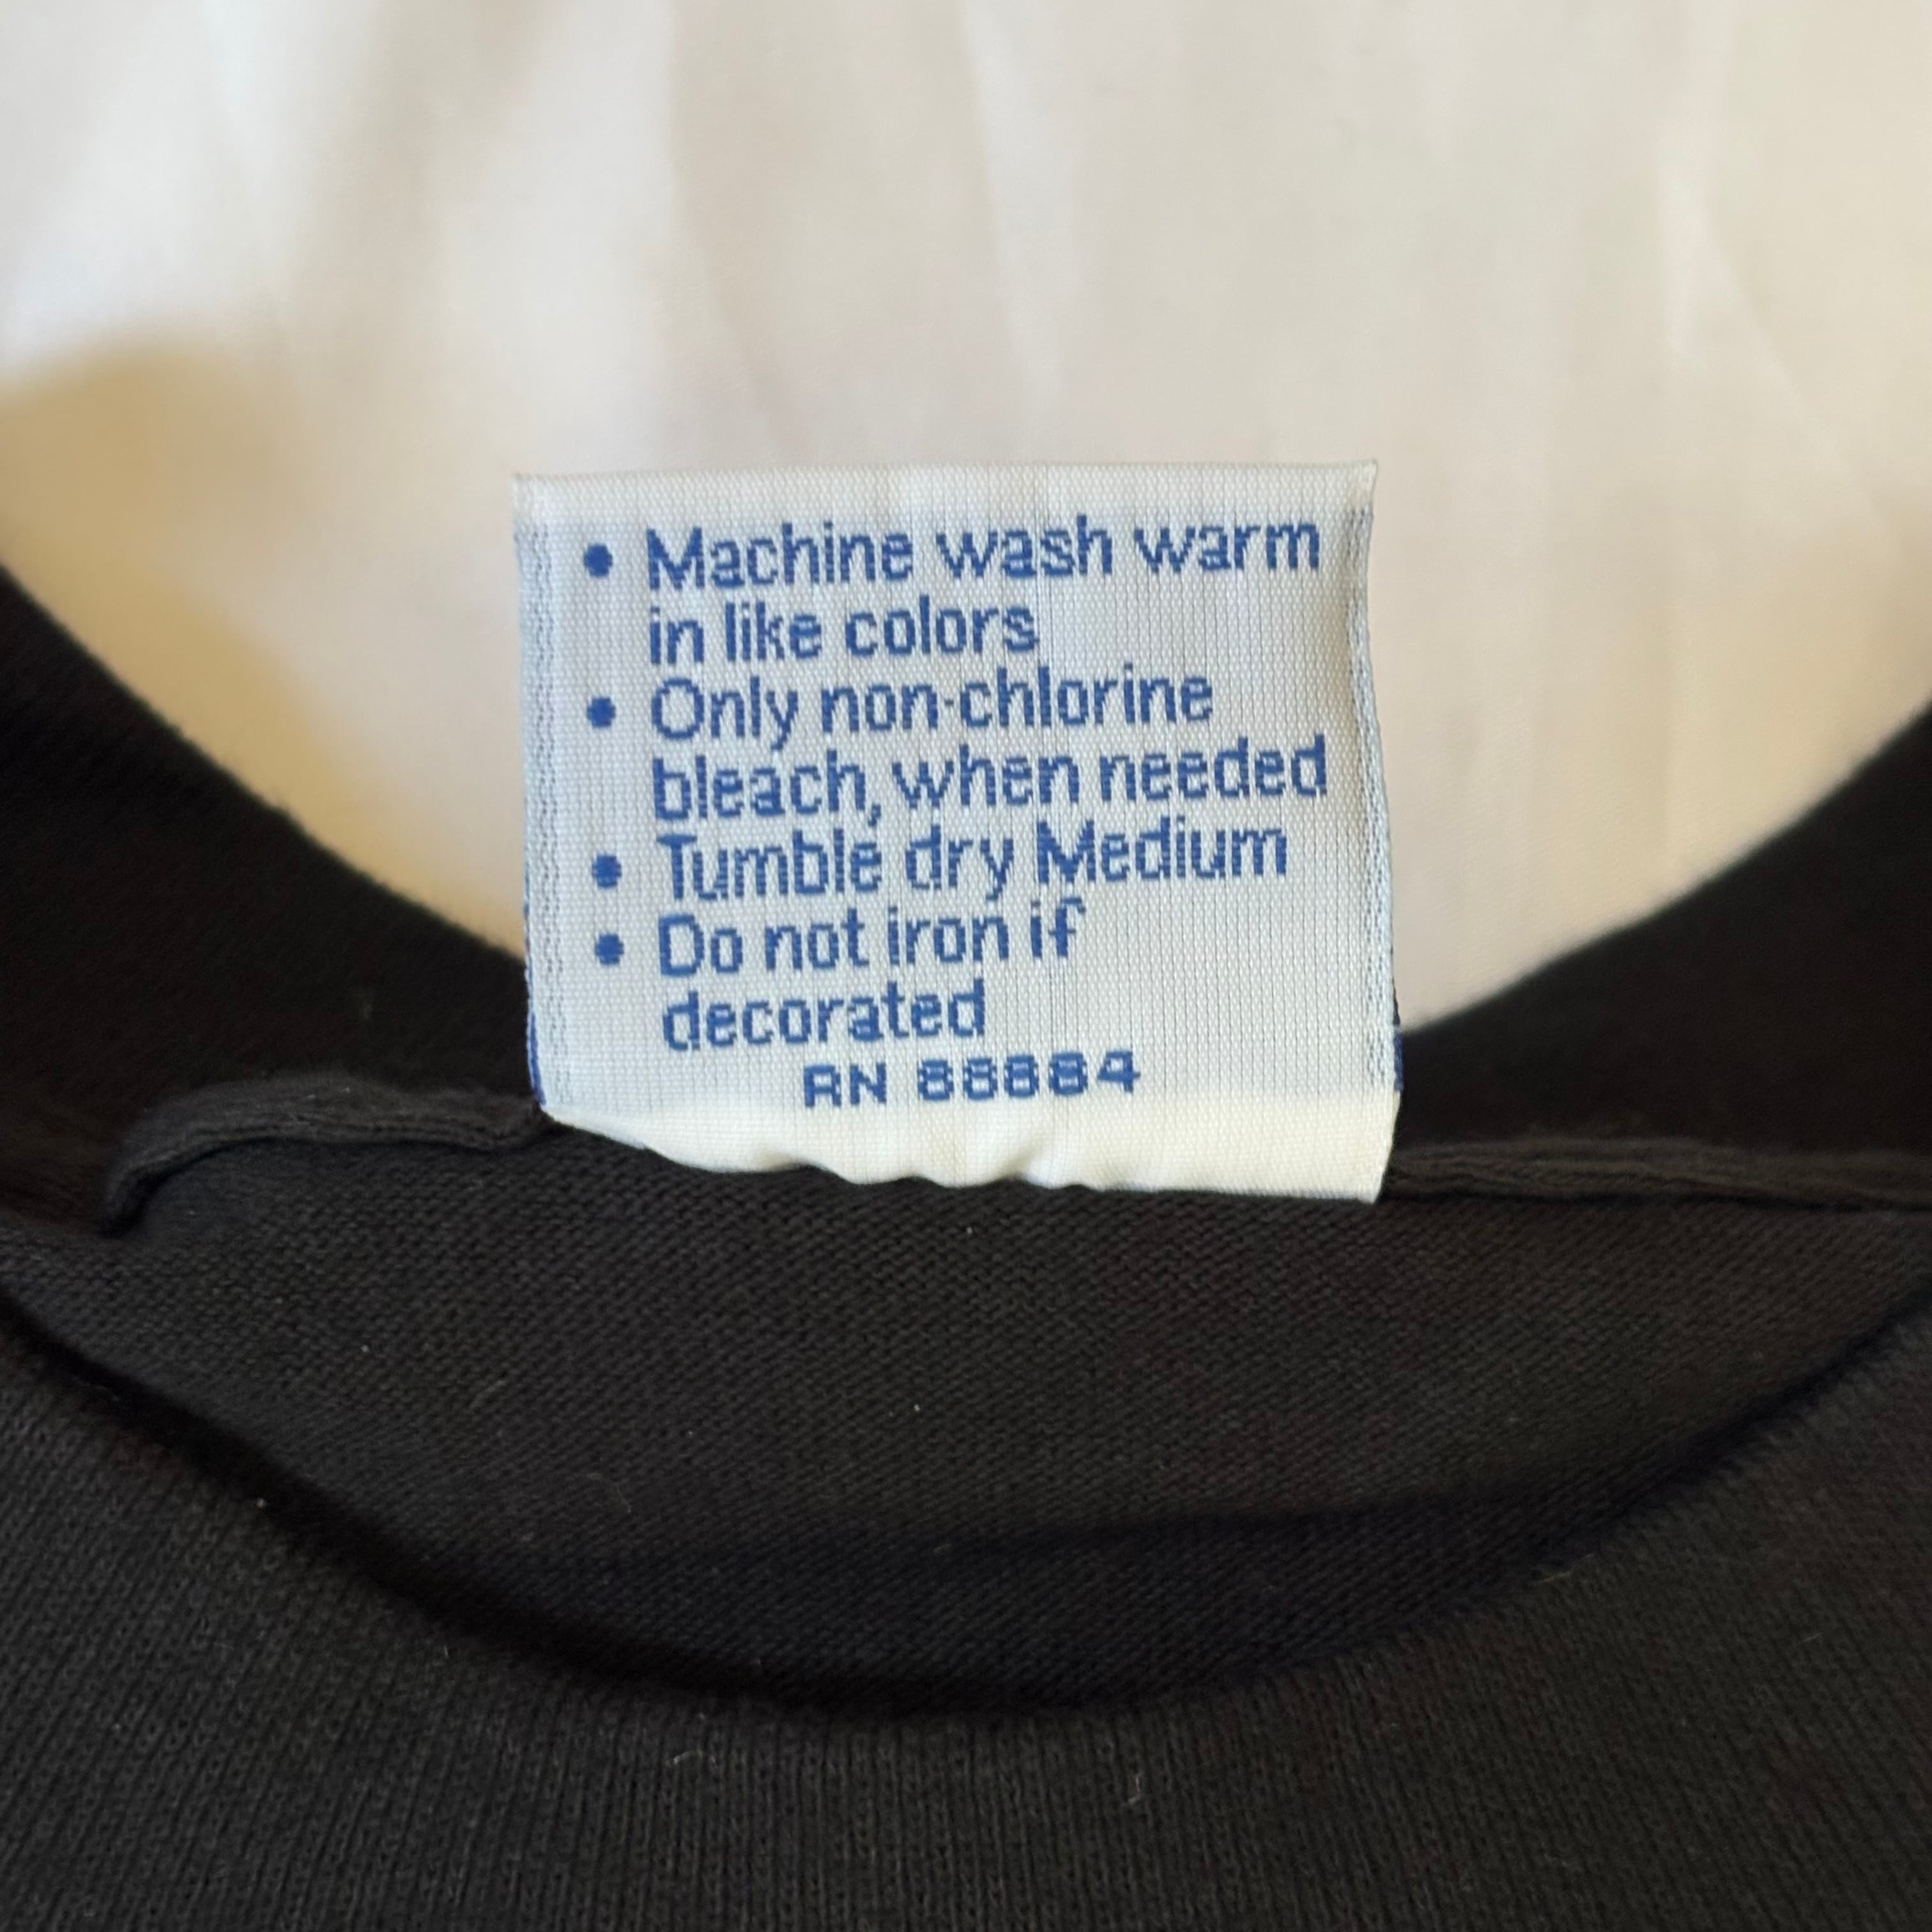 • Machine wash warm
in like colors
• Only non-chlorine
bleach, when needed
• Tumble dry Medium
• Do not iron if
decorated
RN 88884